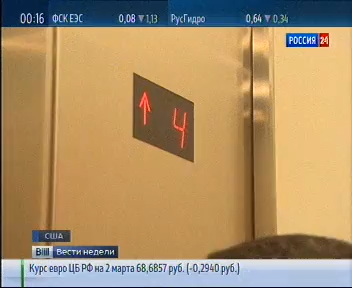 00:16 ФСК ЕЭС 0,08 ▼1,13 РусГидро 0,64 ▼0,34
РОССИЯ 24
↑ 4
США
ВІІІ Вести недели
Курс евро ЦБ РФ на 2 марта 68,6857 руб. (-0,2940 руб.)